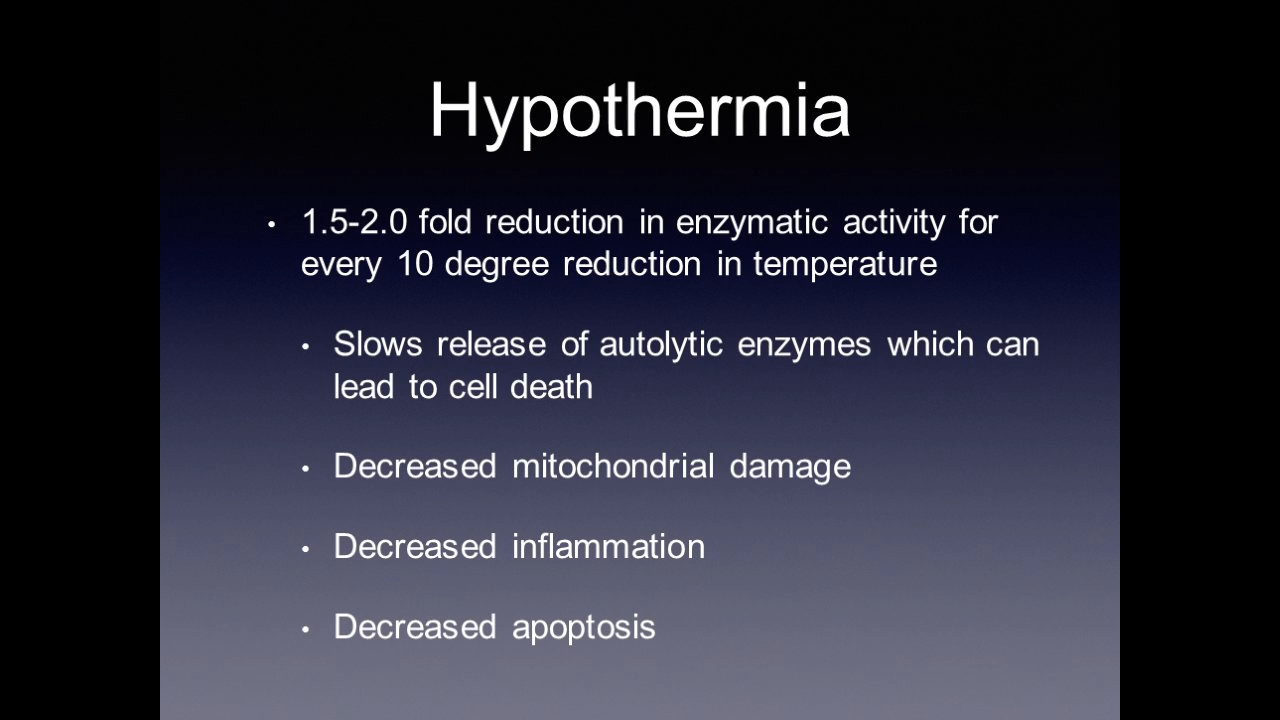 Hypothermia
• 1.5-2.0 fold reduction in enzymatic activity for
every 10 degree reduction in temperature
• Slows release of autolytic enzymes which can
lead to cell death
• Decreased mitochondrial damage
• Decreased inflammation
• Decreased apoptosis